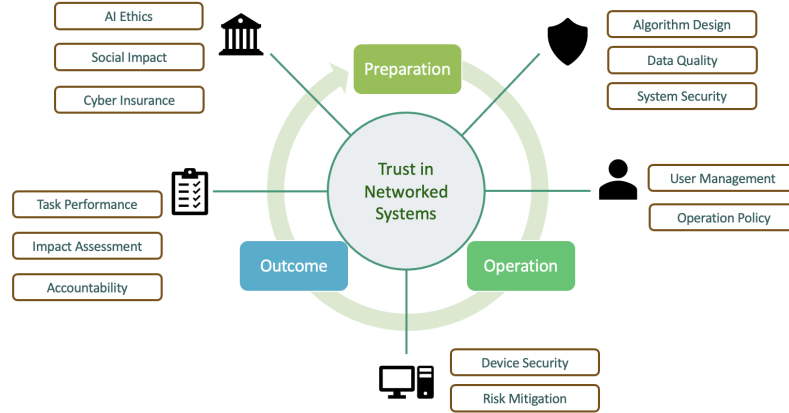 AI Ethics
Social Impact
Cyber Insurance
Algorithm Design
Data Quality
System Security
Preparation
Trust in
Networked
Systems
User Management
Operation Policy
Task Performance
Impact Assessment
Accountability
Outcome
Operation
Device Security
Risk Mitigation